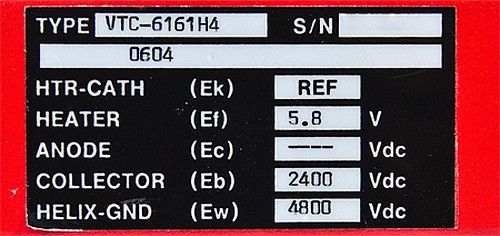 TYPE VTC-6161H4 S/N
0604
HTR-CATH (Ek) REF
HEATER (Ef) 5.8 V
ANODE (Ec) ---- Vdc
COLLECTOR (Eb) 2400 Vdc
HELIX-GND (Ew) 4800 Vdc